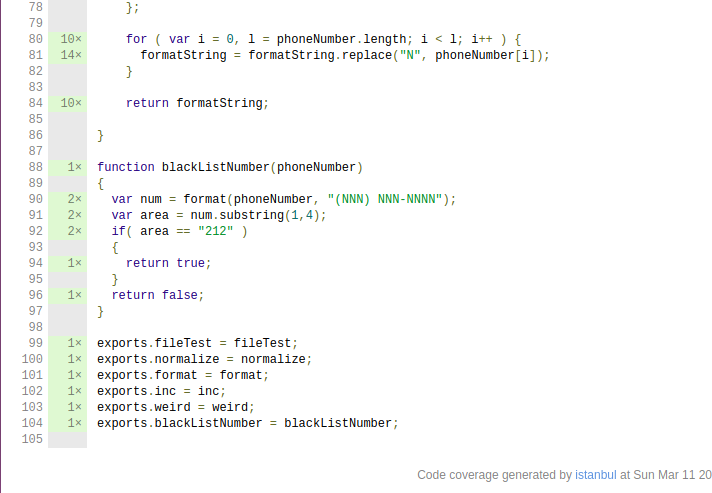 78 };
79
80 10× for ( var i = 0, l = phoneNumber.length; i < l; i++ ) {
81 14× formatString = formatString.replace("N", phoneNumber[i]);
82 }
83
84 10× return formatString;
85
86 }
87
88 1× function blackListNumber(phoneNumber)
89 {
90 2× var num = format(phoneNumber, "(NNN) NNN-NNNN");
91 2× var area = num.substring(1,4);
92 2× if( area == "212" )
93 {
94 1× return true;
95 }
96 1× return false;
97 }
98
99 1× exports.fileTest = fileTest;
100 1× exports.normalize = normalize;
101 1× exports.format = format;
102 1× exports.inc = inc;
103 1× exports.weird = weird;
104 1× exports.blackListNumber = blackListNumber;
105
Code coverage generated by istanbul at Sun Mar 11 20